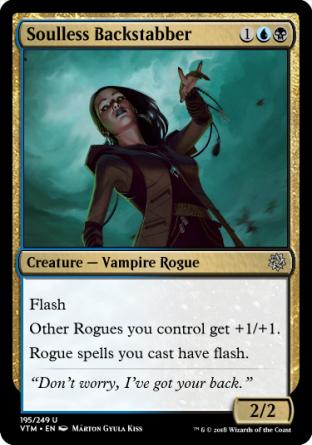 Soulless Backstabber 1
Creature — Vampire Rogue
Flash
Other Rogues you control get +1/+1.
Rogue spells you cast have flash.
“Don’t worry, I’ve got your back.”
2/2
195/249 U
VTM • EN Márton Gyula Kiss
™ & © 2018 Wizards of the Coast